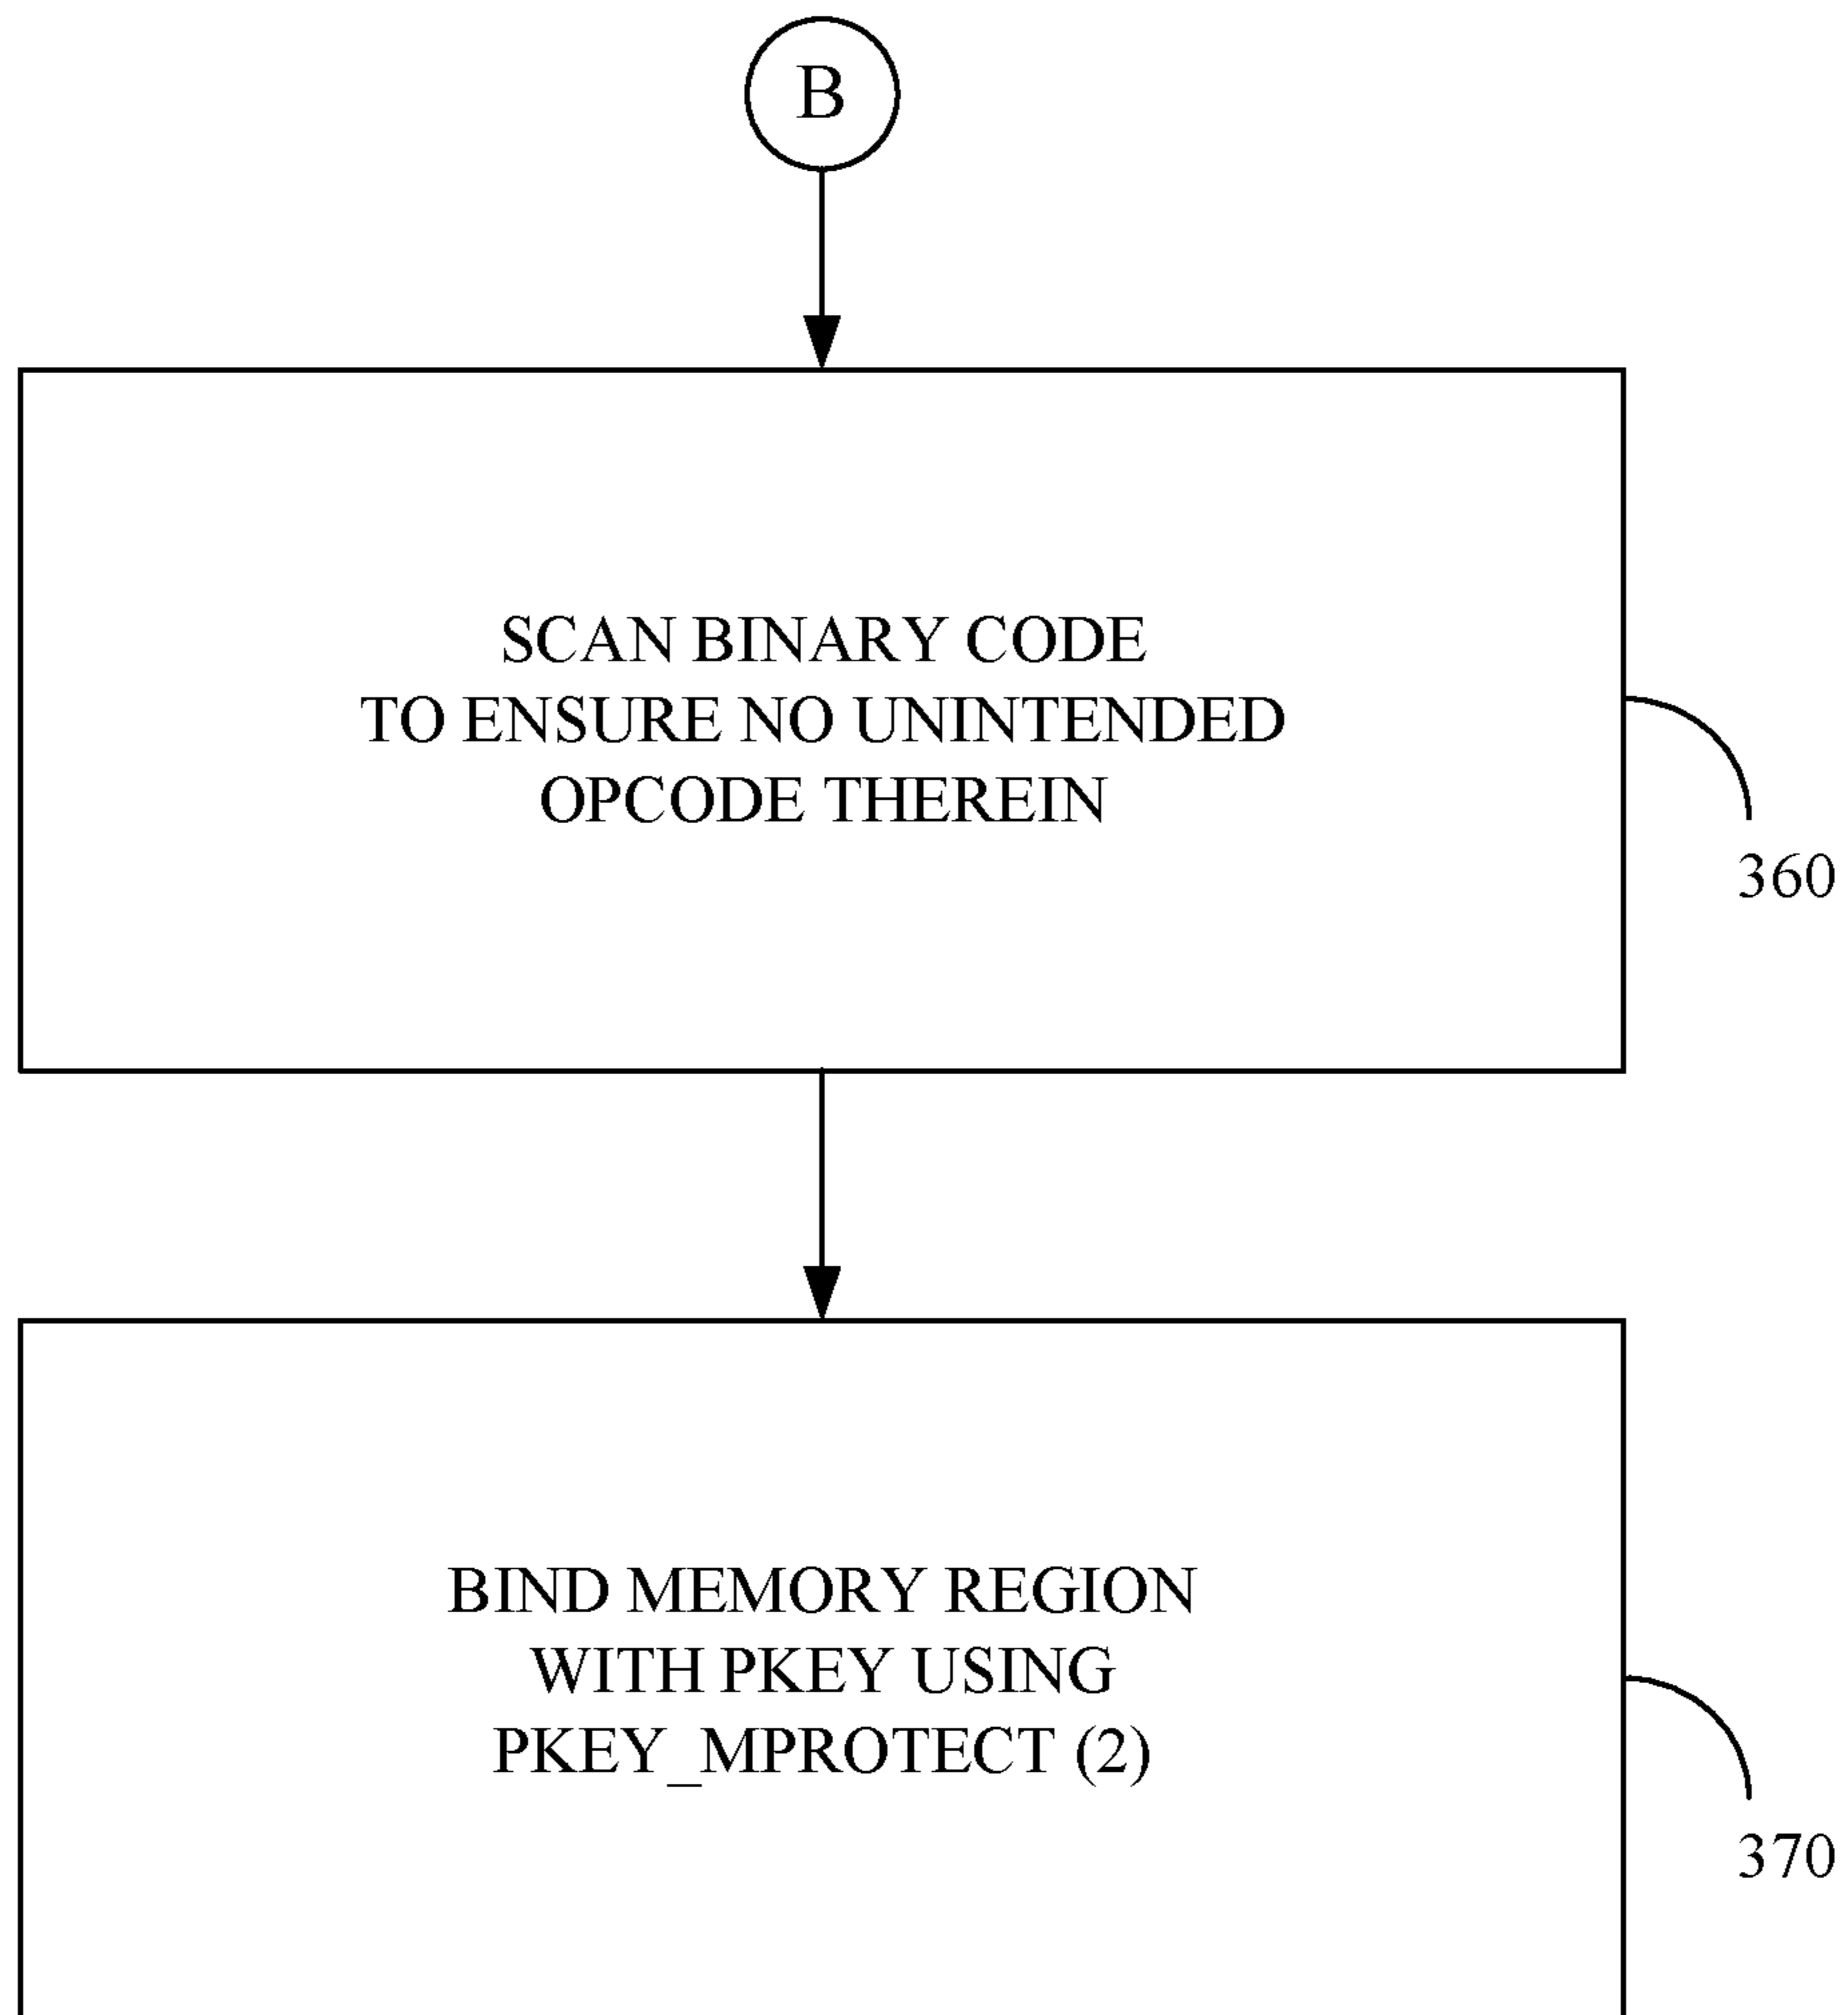 B
SCAN BINARY CODE
TO ENSURE NO UNINTENDED
OPCODE THEREIN
360
BIND MEMORY REGION
WITH PKEY USING
PKEY_MPROTECT (2)
370